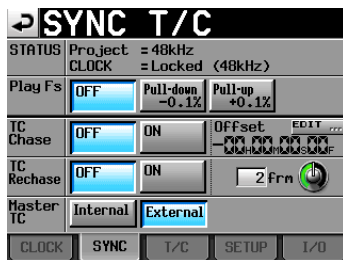 SYNC T/C
STATUS Project =48kHz
CLOCK =Locked (48kHz)
Play Fs OFF Pull-down -0.1% Pull-up +0.1%
TC Chase OFF ON Offset EDIT ...
-00H00M00S00F
TC Rechase OFF ON 2 frm
Master TC Internal External
CLOCK SYNC T/C SETUP I/O